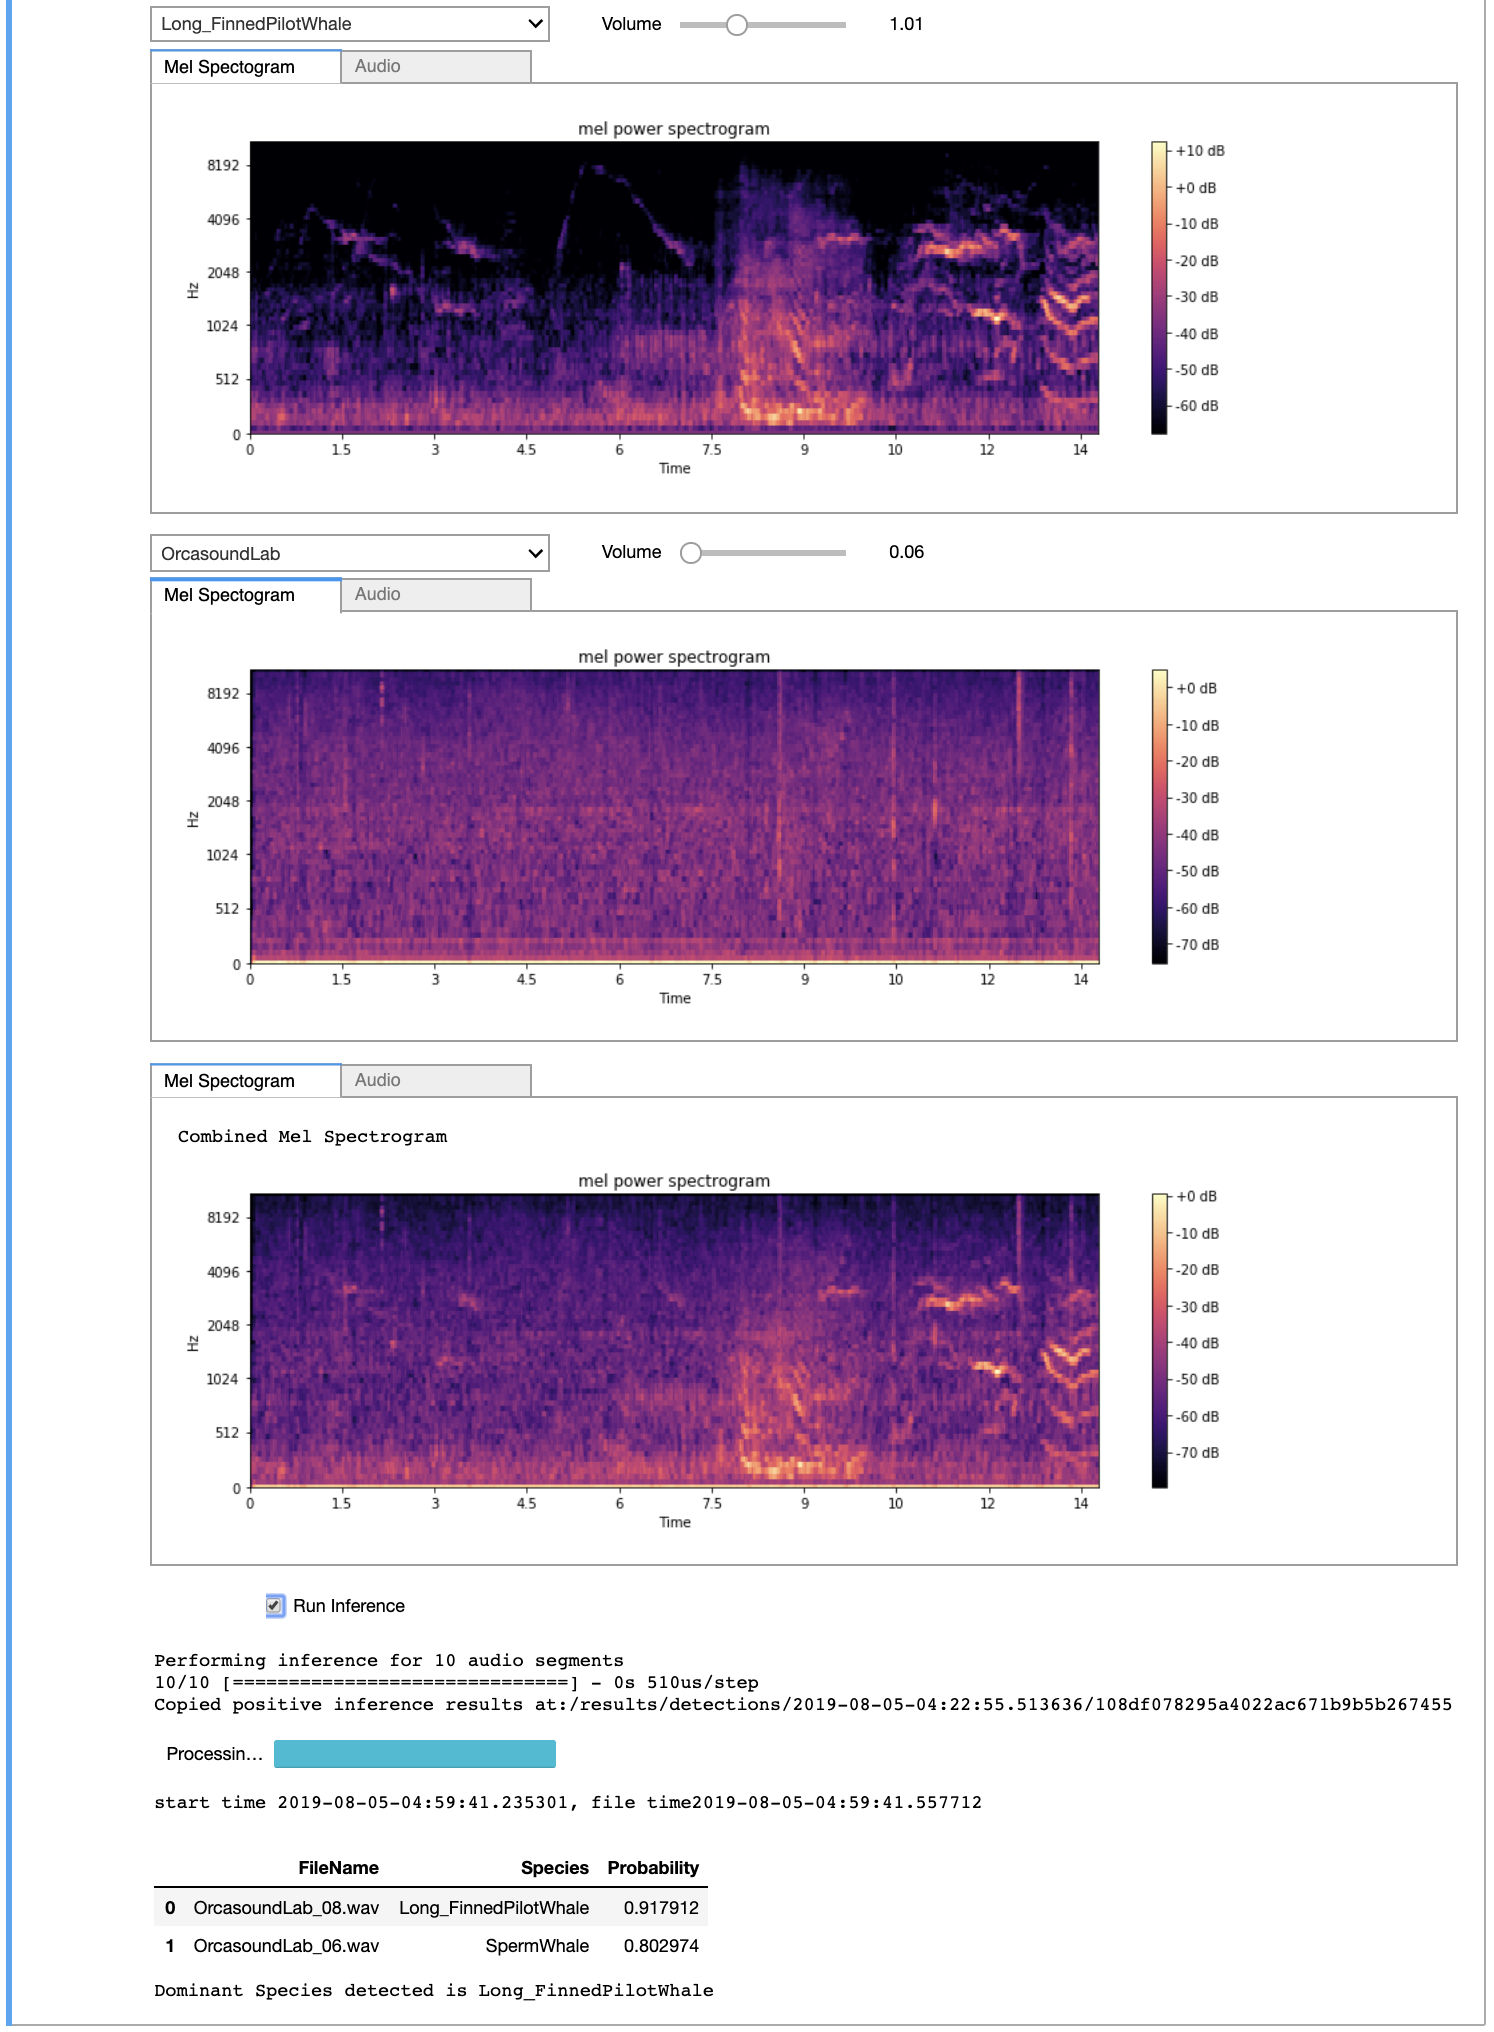 Long_FinnedPilotWhale Volume 1.01
Mel Spectogram Audio
mel power spectrogram
8192
4096
2048
1024
512
0
Hz
0 1.5 3 4.5 6 7.5 9 10 12 14
Time
+10 dB
+0 dB
-10 dB
-20 dB
-30 dB
-40 dB
-50 dB
-60 dB
OrcasoundLab Volume 0.06
Mel Spectogram Audio
mel power spectrogram
8192
4096
2048
1024
512
0
Hz
0 1.5 3 4.5 6 7.5 9 10 12 14
Time
+0 dB
-10 dB
-20 dB
-30 dB
-40 dB
-50 dB
-60 dB
-70 dB
Mel Spectogram Audio
Combined Mel Spectrogram
mel power spectrogram
8192
4096
2048
1024
512
0
Hz
0 1.5 3 4.5 6 7.5 9 10 12 14
Time
+0 dB
-10 dB
-20 dB
-30 dB
-40 dB
-50 dB
-60 dB
-70 dB
Run Inference
Performing inference for 10 audio segments
10/10 [==============================] - 0s 510us/step
Copied positive inference results at:/results/detections/2019-08-05-04:22:55.513636/108df078295a4022ac671b9b5b267455
Processin...
start time 2019-08-05-04:59:41.235301, file time2019-08-05-04:59:41.557712
FileName Species Probability
0 OrcasoundLab_08.wav Long_FinnedPilotWhale 0.917912
1 OrcasoundLab_06.wav SpermWhale 0.802974
Dominant Species detected is Long_FinnedPilotWhale